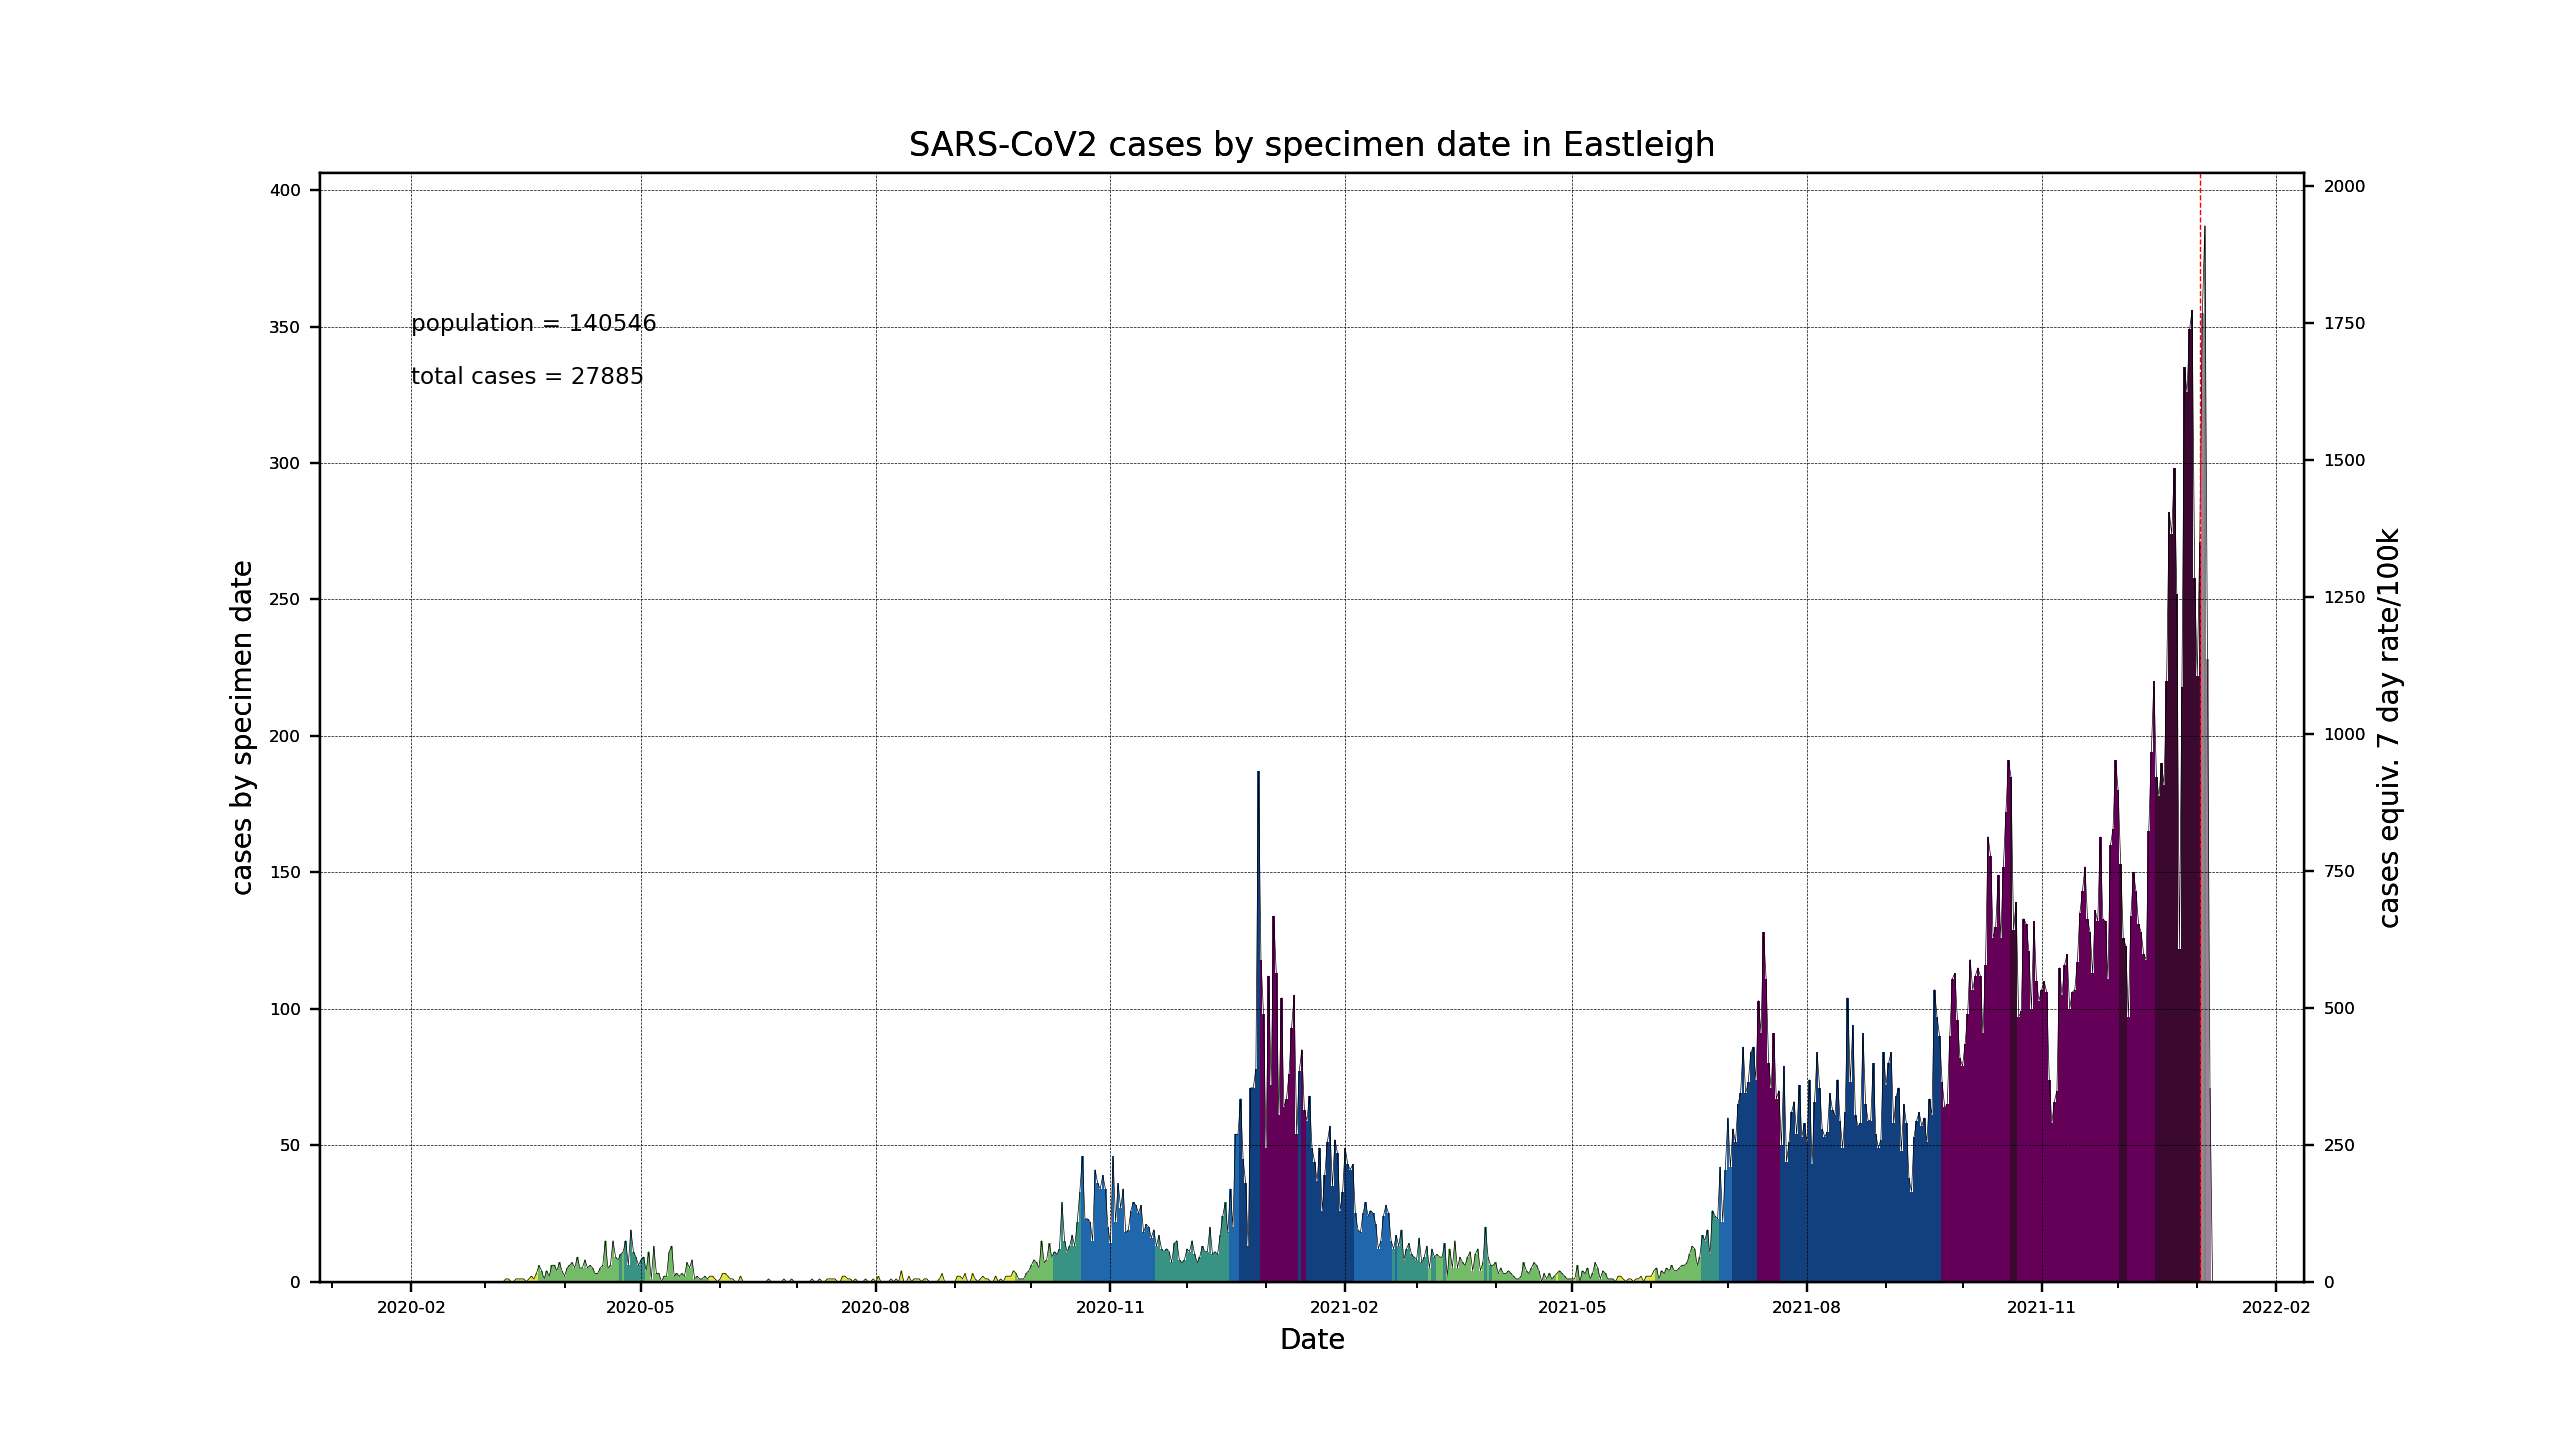 SARS-CoV2 cases by specimen date in Eastleigh
400
350
300
250
200
150
100
50
0
cases by specimen date
population = 140546
total cases = 27885
2000
1750
1500
1250
1000
750
500
250
0
cases equiv. 7 day rate/100k
2020-02 2020-05 2020-08 2020-11 2021-02 2021-05 2021-08 2021-11 2022-02
Date